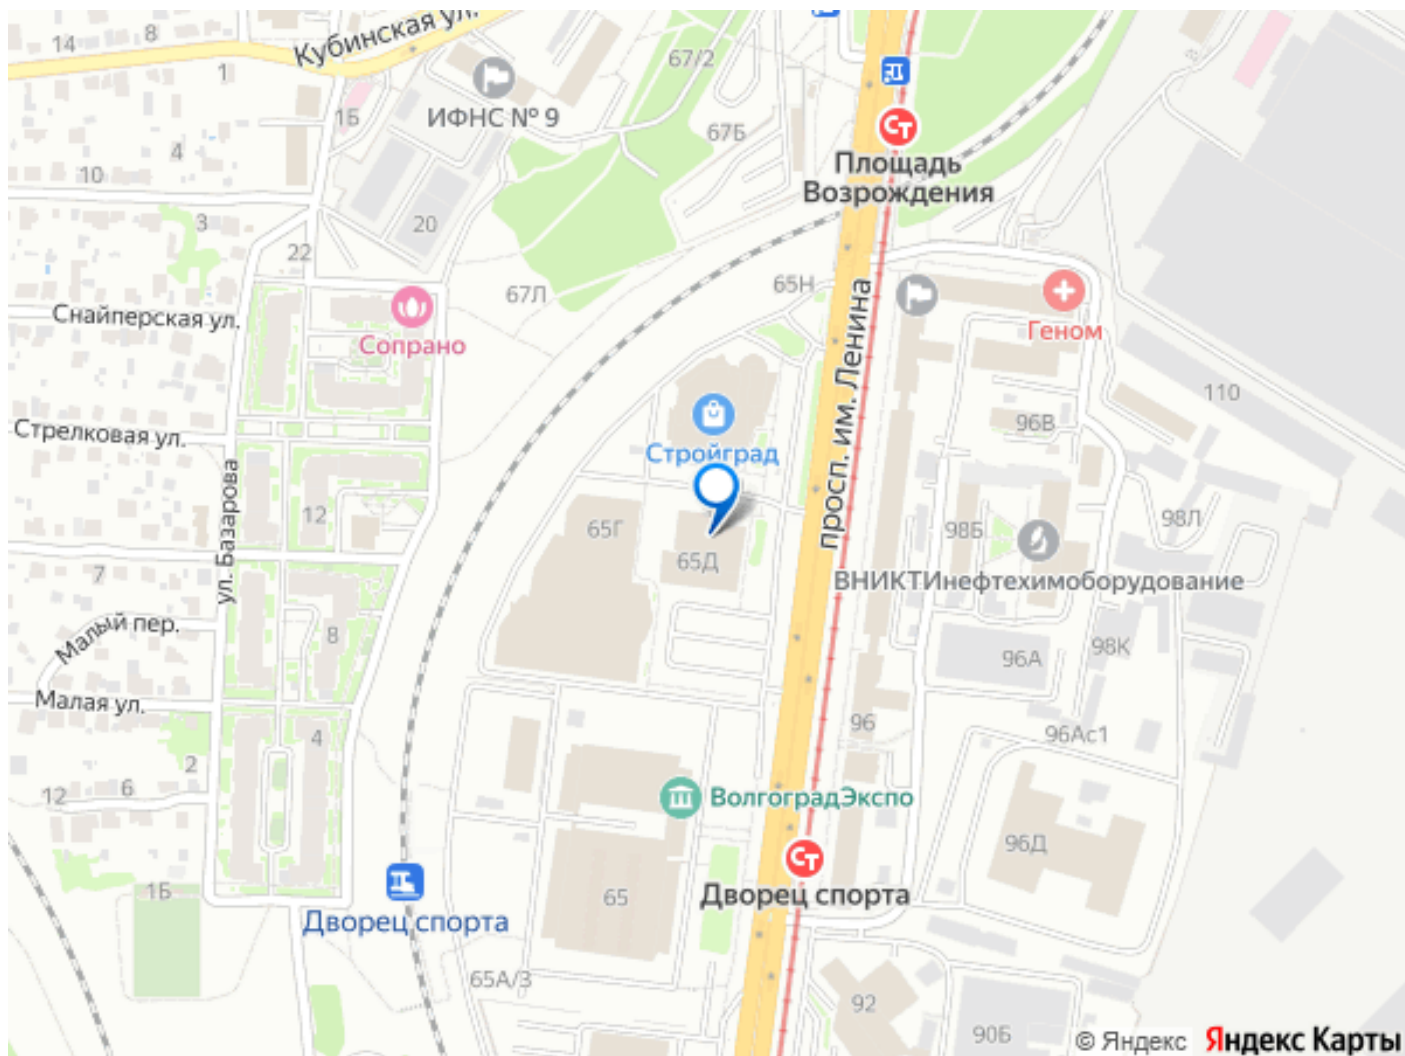 Кубинская ул.
14
8
1
67/2
1Б
ИФНС № 9
67Б
4
Площадь
Возрождения
10
3
20
22
67Л
65Н
Снайперская ул.
Сопрано
Геном
просп. им. Ленина
110
Стройград
96В
Стрелковая ул.
ул. Базарова
12
65Г
65Д
98Б
98Л
7
ВНИКТИнефтехимоборудование
Малый пер.
8
96А
98К
Малая ул.
4
96
96Ас1
2
6
12
ВолгоградЭкспо
96Д
1Б
65
Дворец спорта
Дворец спорта
65А/3
92
90Б
© Яндекс Яндекс Карты